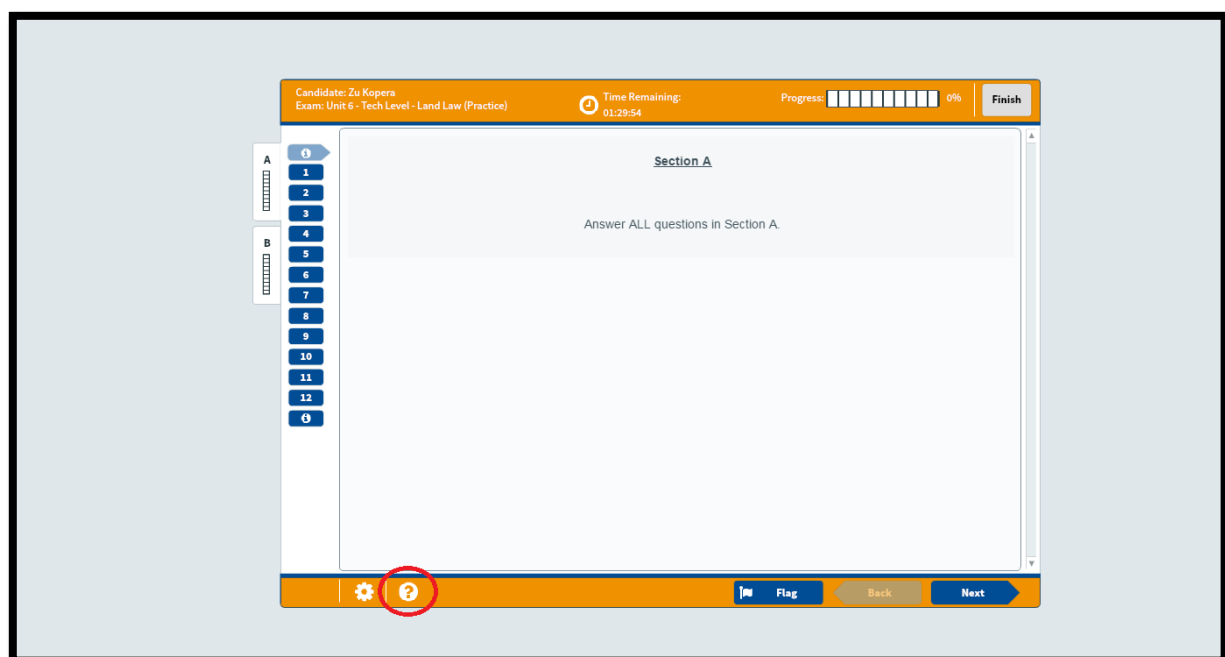 Candidate: Zu Kopera
Exam: Unit 6 - Tech Level - Land Law (Practice)
Time Remaining:
01:29:54
Progress:
0%
Finish
A
B
i
1
2
3
4
5
6
7
8
9
10
11
12
i
Section A
Answer ALL questions in Section A.
?
Flag
Back
Next